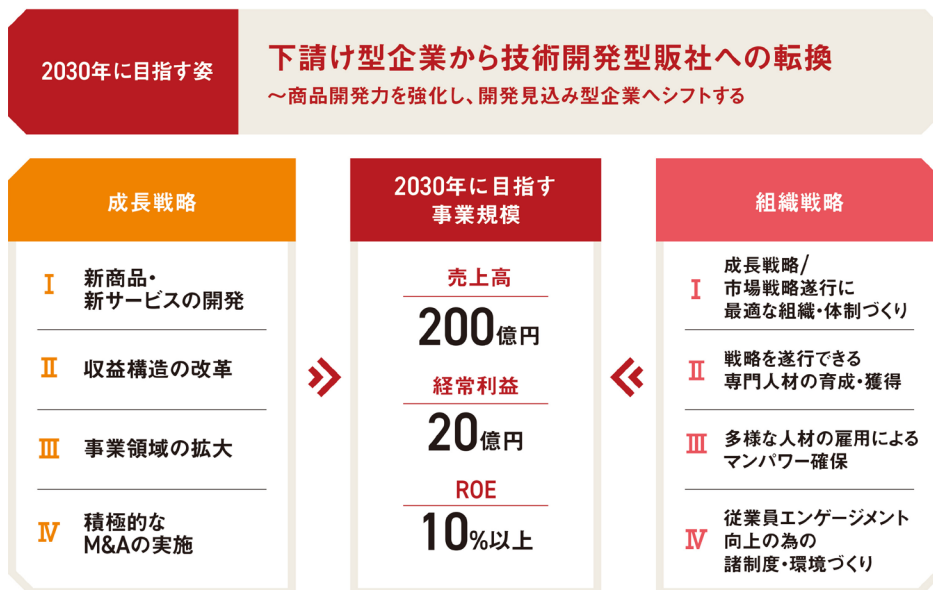 2030年に目指す姿
下請け型企業から技術開発型販社への転換
～商品開発力を強化し、開発見込み型企業へシフトする
成長戦略
Ⅰ 新商品・
新サービスの開発
Ⅱ 収益構造の改革
Ⅲ 事業領域の拡大
Ⅳ 積極的な
M&Aの実施
2030年に目指す
事業規模
売上高
200億円
経常利益
20億円
ROE
10%以上
組織戦略
Ⅰ 成長戦略/
市場戦略遂行に
最適な組織・体制づくり
Ⅱ 戦略を遂行できる
専門人材の育成・獲得
Ⅲ 多様な人材の雇用による
マンパワー確保
Ⅳ 従業員エンゲージメント
向上の為の
諸制度・環境づくり